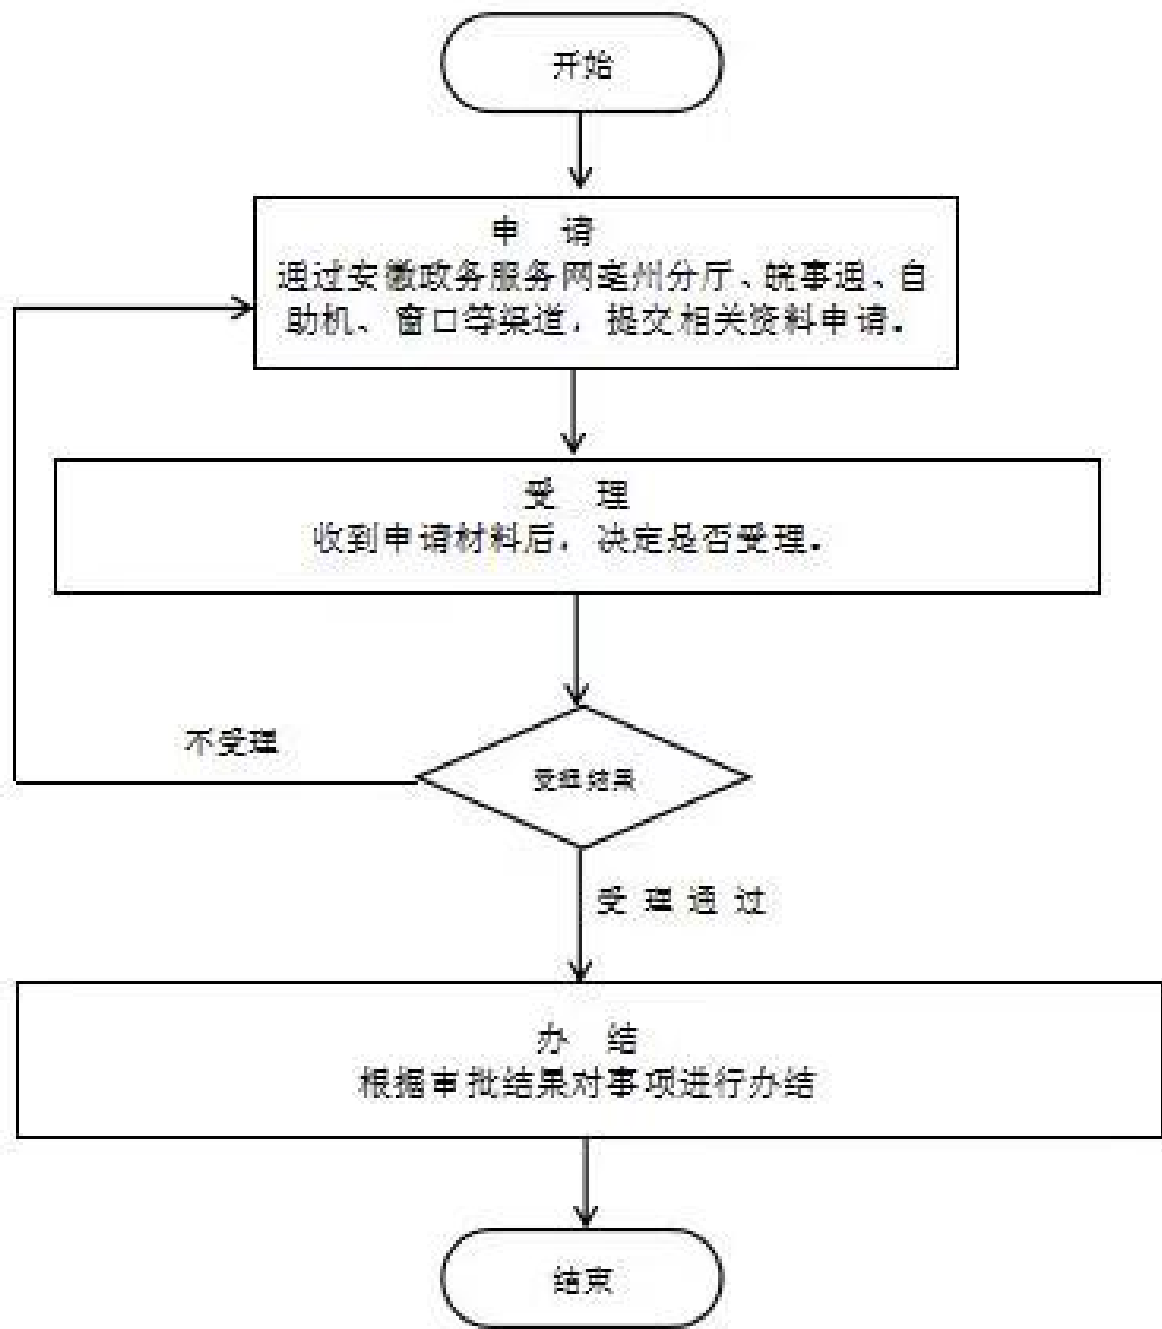 开始
申 请
通过安徽政务服务网亳州分厅、皖事通、自
助机、窗口等渠道，提交相关资料申请。
受 理
收到申请材料后，决定是否受理。
不受理
受理结果
受 理 通 过
办 结
根据审批结果对事项进行办结
结束